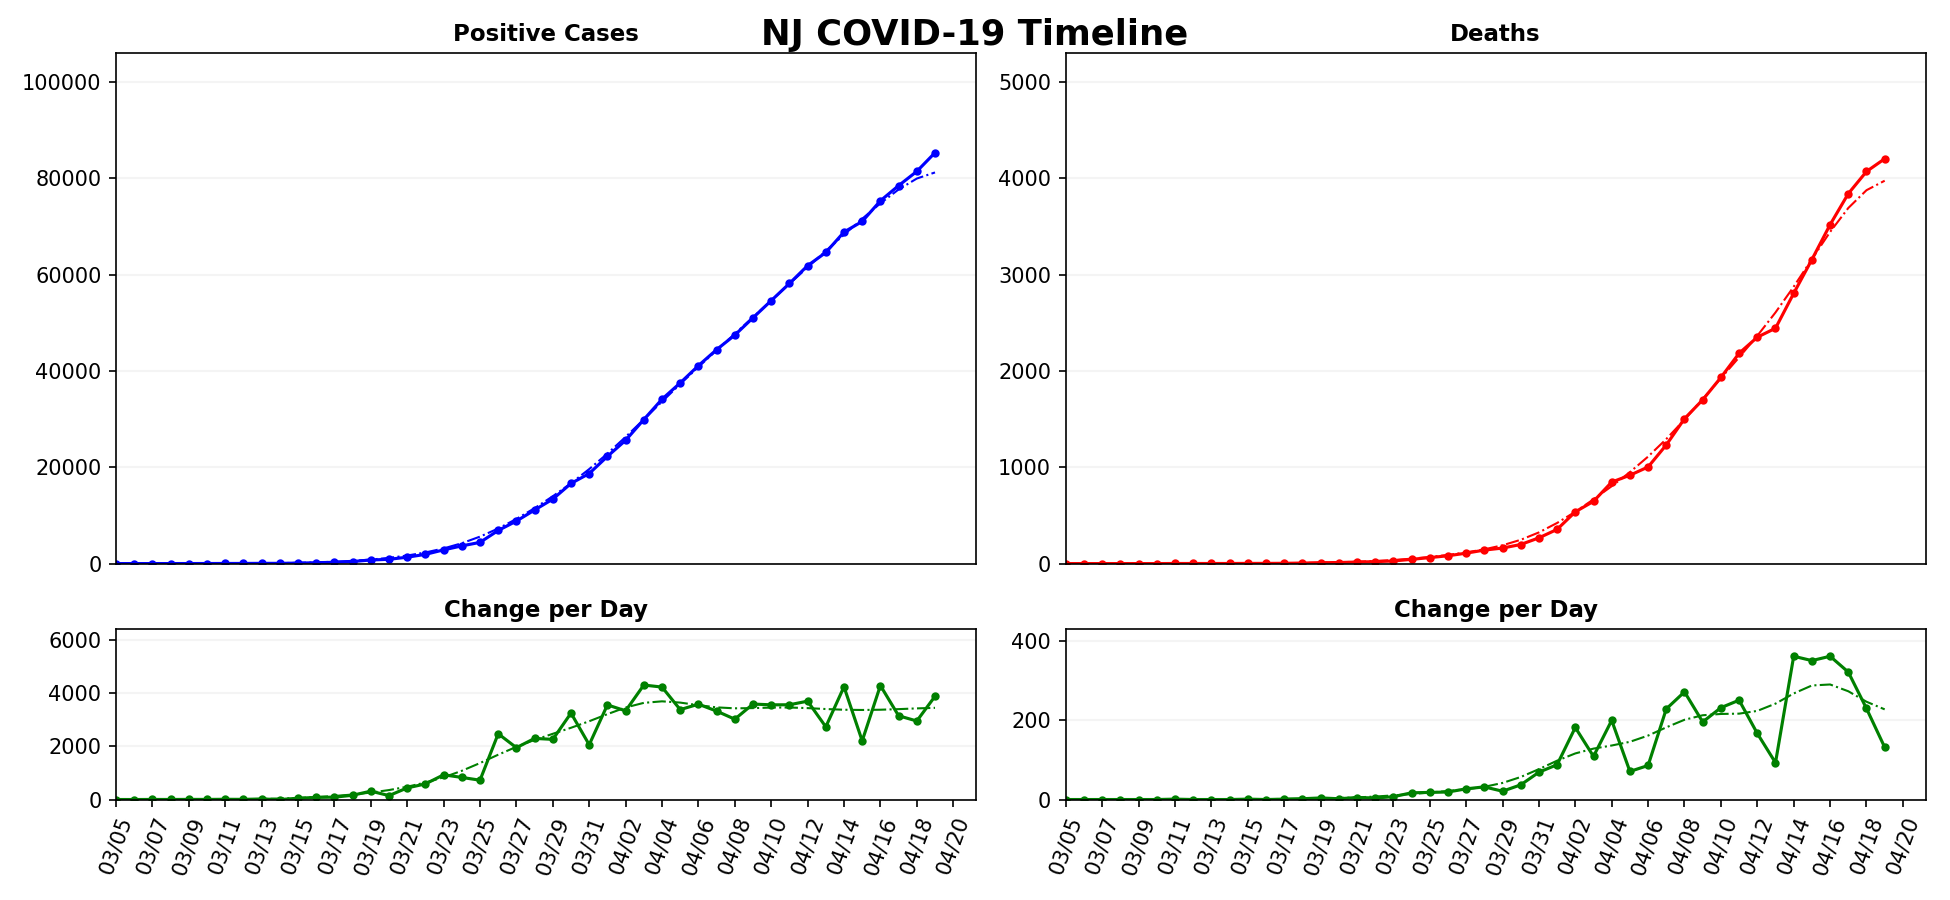 NJ COVID-19 Timeline
Positive Cases
100000
80000
60000
40000
20000
0
Deaths
5000
4000
3000
2000
1000
0
Change per Day
6000
4000
2000
0
03/05 03/07 03/09 03/11 03/13 03/15 03/17 03/19 03/21 03/23 03/25 03/27 03/29 03/31 04/02 04/04 04/06 04/08 04/10 04/12 04/14 04/16 04/18 04/20
Change per Day
400
200
0
03/05 03/07 03/09 03/11 03/13 03/15 03/17 03/19 03/21 03/23 03/25 03/27 03/29 03/31 04/02 04/04 04/06 04/08 04/10 04/12 04/14 04/16 04/18 04/20